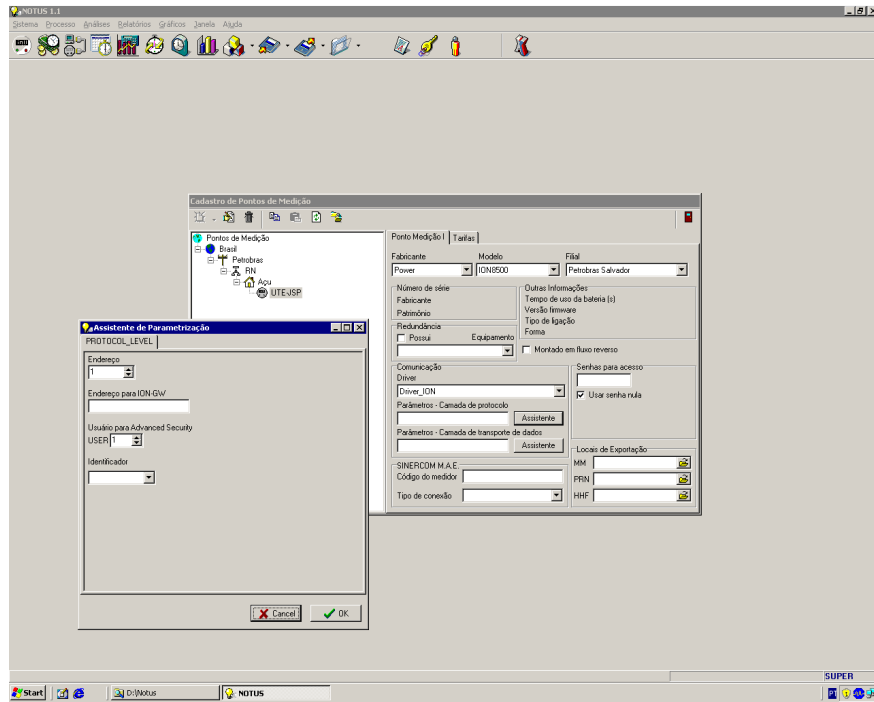 NOTUS 1.1
Sistema Processo Análises Relatórios Gráficos Janela Ajuda
Cadastro de Pontos de Medição
Pontos de Medição
Brasil
Petrobras
RN
Açu
UTE-JSP
Ponto Medição I Tarifas
Fabricante Modelo Filial
Power ION8500 Petrobras Salvador
Número de série
Fabricante
Patrimônio
Outras Informações
Tempo de uso da bateria (s)
Versão firmware
Tipo de ligação
Forma
Redundância
Possui Equipamento
Montado em fluxo reverso
Comunicação
Driver
Driver_ION
Parâmetros - Camada de protocolo
Assistente
Parâmetros - Camada de transporte de dados
Assistente
Senhas para acesso
Usar senha nula
SINERCOM M.A.E.
Código do medidor
Tipo de conexão
Locais de Exportação
MM
PRN
HHF
Assistente de Parametrização
PROTOCOL_LEVEL
Endereço
1
Endereço para ION-GW
Usuário para Advanced Security
USER 1
Identificador
Cancel OK
SUPER
Start D:\Notus NOTUS PT